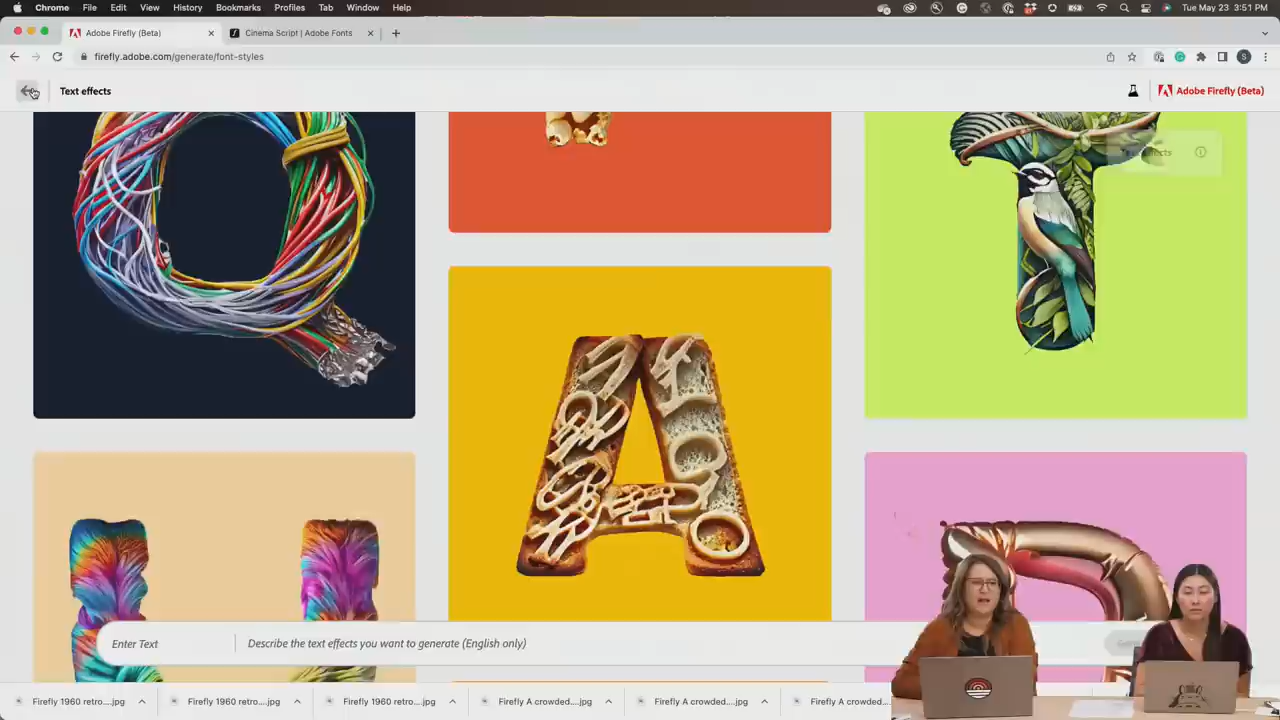 Chrome File Edit View History Bookmarks Profiles Tab Window Help
Tue May 23 3:51 PM
Adobe Firefly (Beta)
Cinema Script | Adobe Fonts
firefly.adobe.com/generate/font-styles
Text effects
Adobe Firefly (Beta)
Enter Text
Describe the text effects you want to generate (English only)
Firefly 1960 retro....jpg
Firefly 1960 retro....jpg
Firefly 1960 retro....jpg
Firefly A crowded....jpg
Firefly A crowded....jpg
Firefly A crowded....jpg